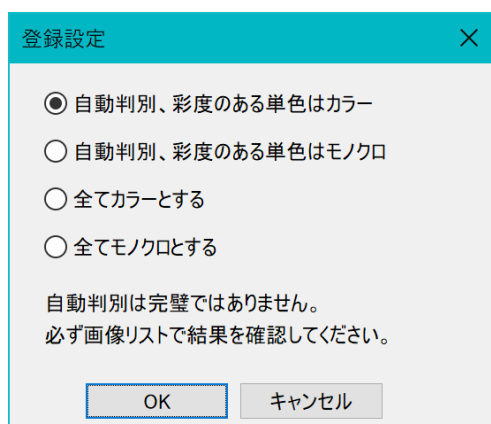 登録設定
自動判別、彩度のある単色はカラー
自動判別、彩度のある単色はモノクロ
全てカラーとする
全てモノクロとする
自動判別は完璧ではありません。
必ず画像リストで結果を確認してください。
OK キャンセル